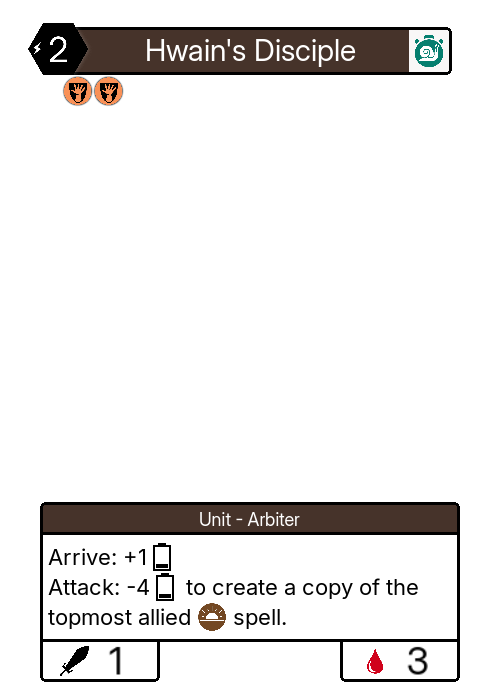 2
Hwain's Disciple
Unit - Arbiter
Arrive: +1
Attack: -4 to create a copy of the
topmost allied spell.
1
3